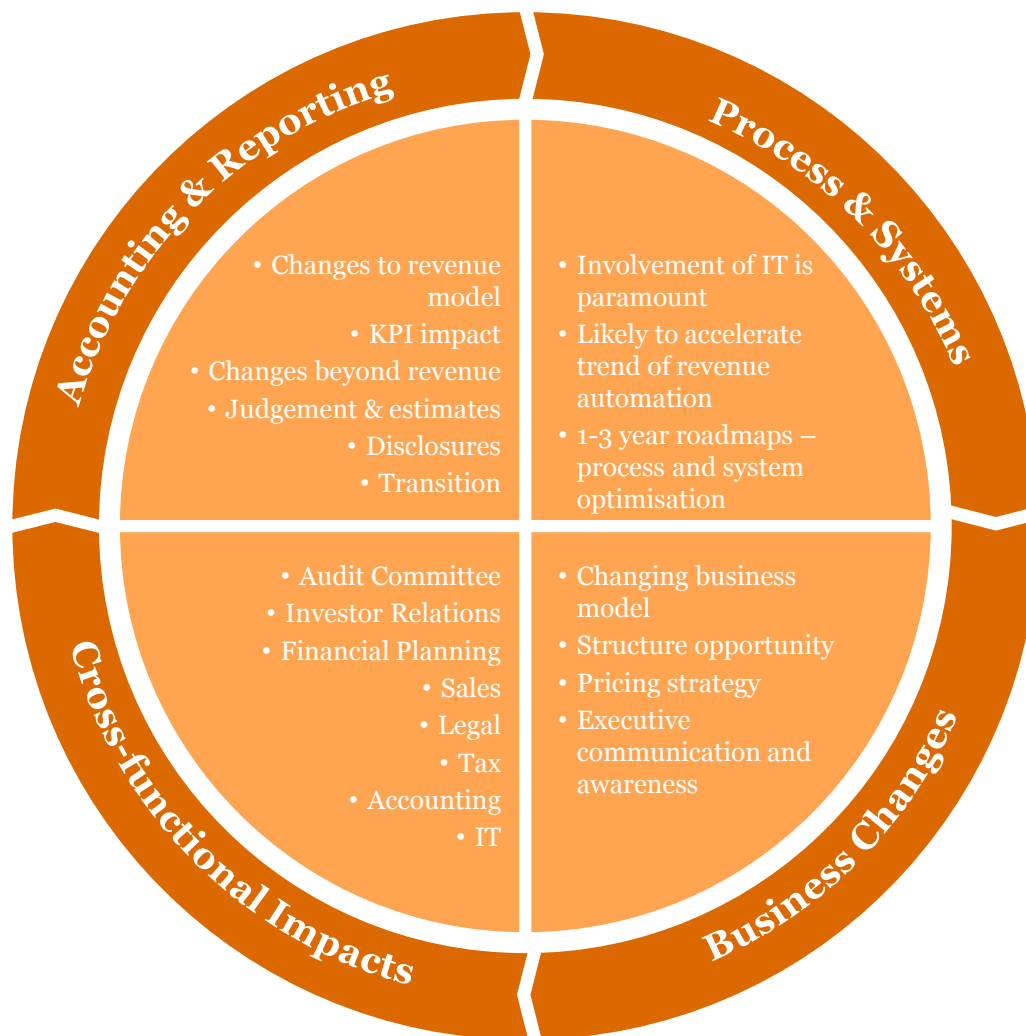 Accounting & Reporting
• Changes to revenue
model
• KPI impact
• Changes beyond revenue
• Judgement & estimates
• Disclosures
• Transition
Process & Systems
• Involvement of IT is
paramount
• Likely to accelerate
trend of revenue
automation
• 1-3 year roadmaps –
process and system
optimisation
Cross-functional Impacts
• Audit Committee
• Investor Relations
• Financial Planning
• Sales
• Legal
• Tax
• Accounting
• IT
Business Changes
• Changing business
model
• Structure opportunity
• Pricing strategy
• Executive
communication and
awareness